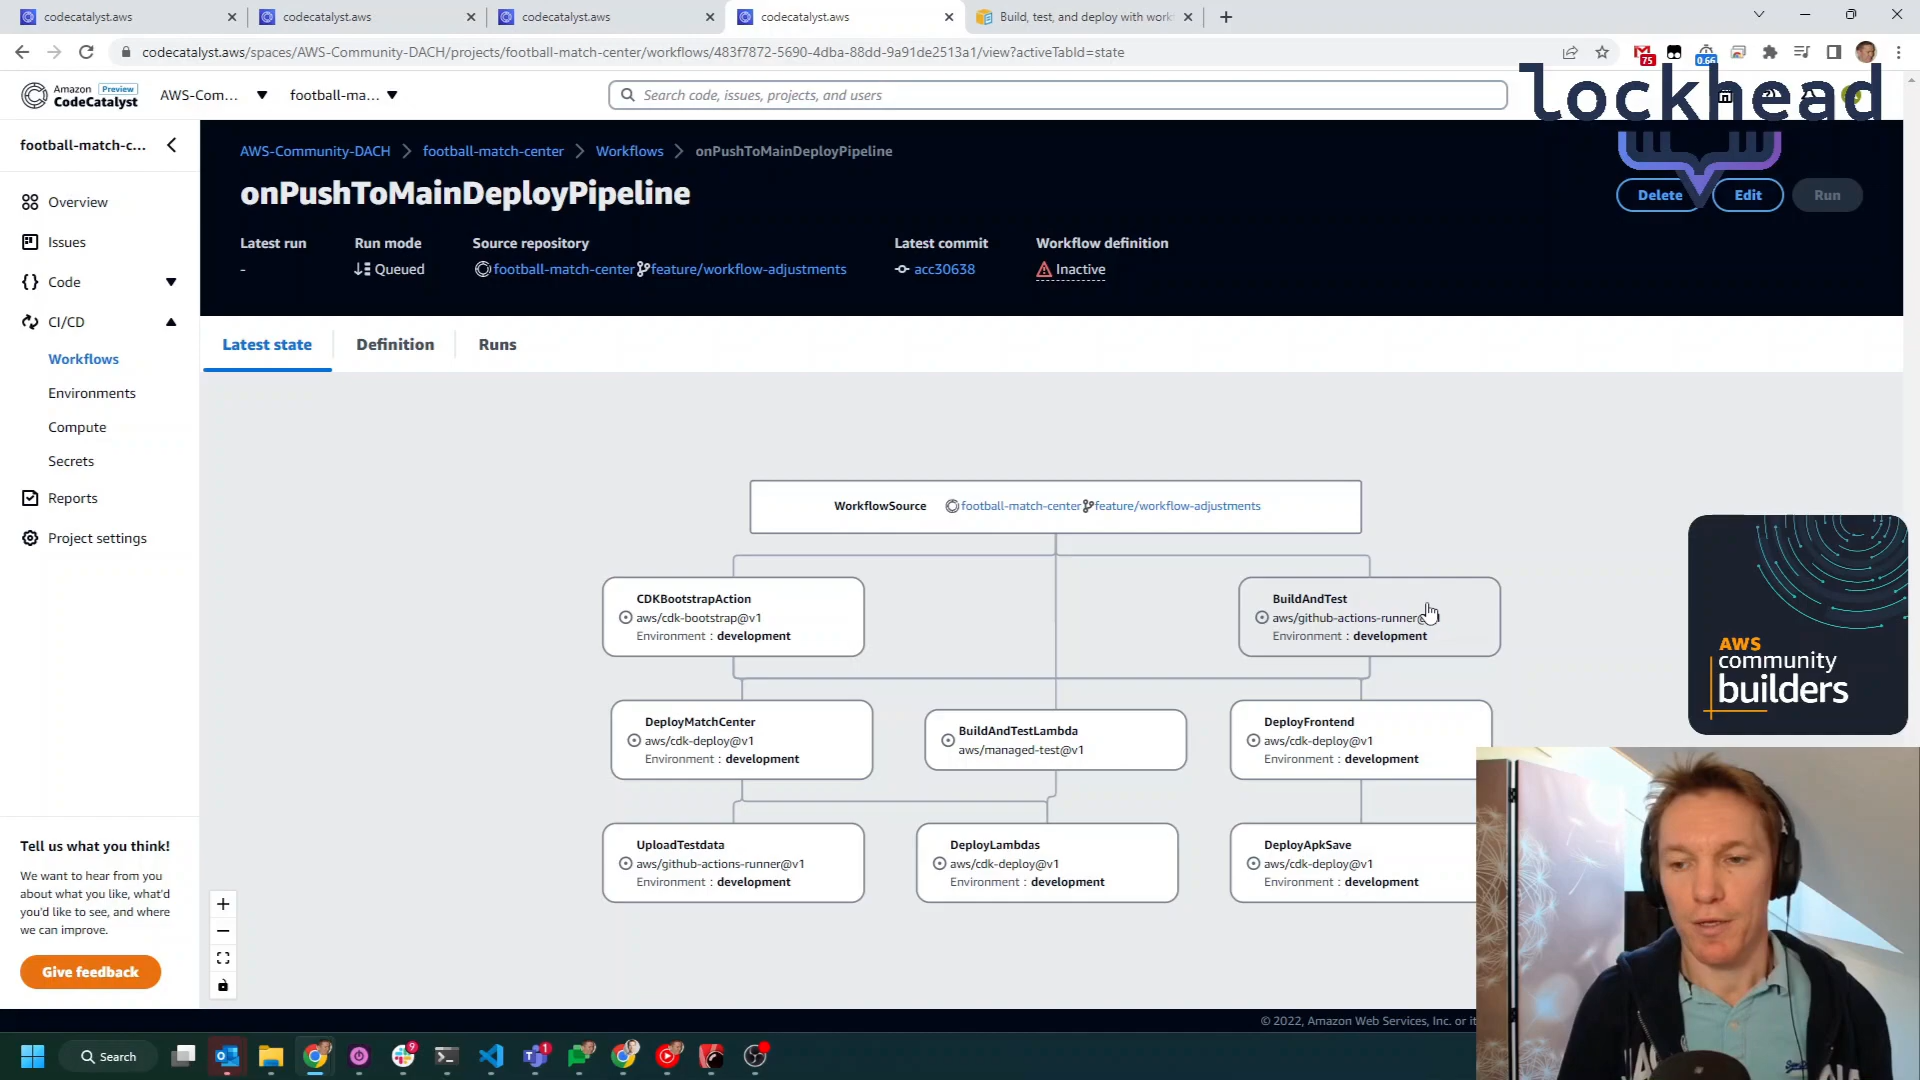 codecatalyst.aws
codecatalyst.aws
codecatalyst.aws
codecatalyst.aws
Build, test, and deploy with work
codecatalyst.aws/spaces/AWS-Community-DACH/projects/football-match-center/workflows/483f7872-5690-4dba-88dd-9a91de2513a1/view?activeTabId=state
75
0.66
Amazon Preview
CodeCatalyst
AWS-Com...
football-ma...
Search code, issues, projects, and users
lockhead
football-match-c...
Overview
Issues
Code
CI/CD
Workflows
Environments
Compute
Secrets
Reports
Project settings
Tell us what you think!
We want to hear from you
about what you like, what'd
you'd like to see, and where
we can improve.
Give feedback
AWS-Community-DACH
football-match-center
Workflows
onPushToMainDeployPipeline
onPushToMainDeployPipeline
Delete
Edit
Run
Latest run
-
Run mode
Queued
Source repository
football-match-center feature/workflow-adjustments
Latest commit
acc30638
Workflow definition
Inactive
Latest state
Definition
Runs
WorkflowSource football-match-center feature/workflow-adjustments
CDKBootstrapAction
aws/cdk-bootstrap@v1
Environment : development
BuildAndTest
aws/github-actions-runner@
Environment : development
DeployMatchCenter
aws/cdk-deploy@v1
Environment : development
BuildAndTestLambda
aws/managed-test@v1
DeployFrontend
aws/cdk-deploy@v1
Environment : development
UploadTestdata
aws/github-actions-runner@v1
Environment : development
DeployLambdas
aws/cdk-deploy@v1
Environment : development
DeployApkSave
aws/cdk-deploy@v1
Environment : development
AWS
community
builders
© 2022, Amazon Web Services, Inc. or it
Search
9
1